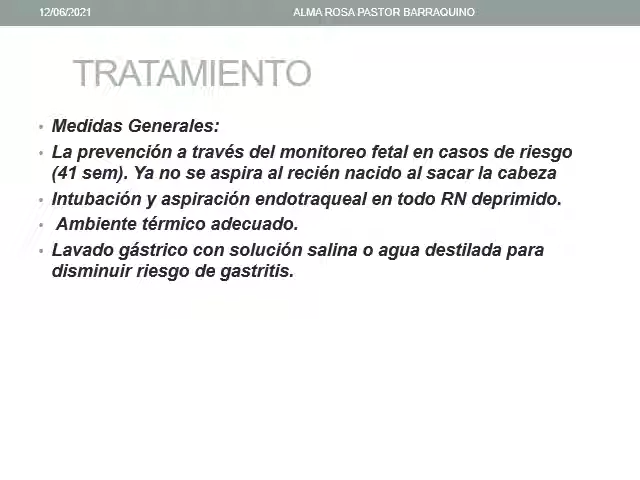 12/06/2021 ALMA ROSA PASTOR BARRAQUINO
TRATAMIENTO
• Medidas Generales:
• La prevención a través del monitoreo fetal en casos de riesgo
(41 sem). Ya no se aspira al recién nacido al sacar la cabeza
• Intubación y aspiración endotraqueal en todo RN deprimido.
• Ambiente térmico adecuado.
• Lavado gástrico con solución salina o agua destilada para
disminuir riesgo de gastritis.